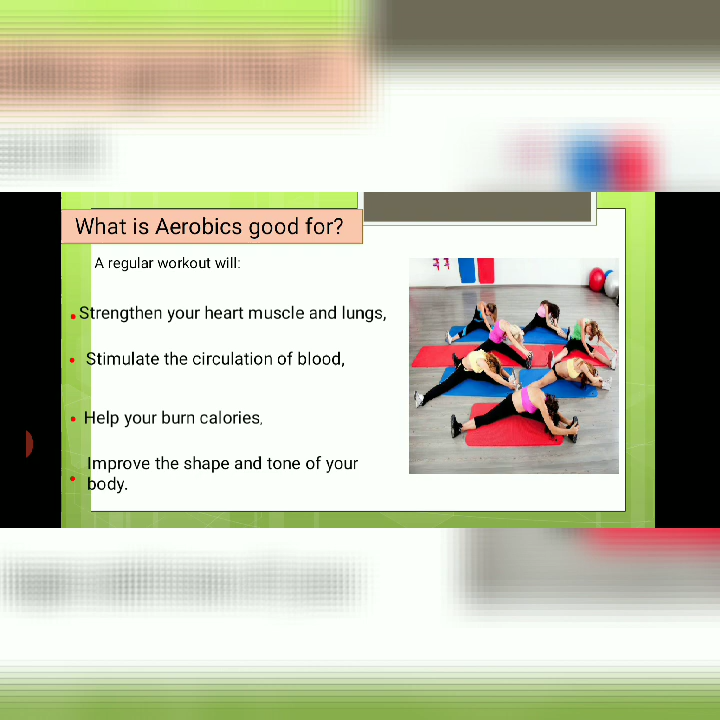 What is Aerobics good for?
A regular workout will:
Strengthen your heart muscle and lungs,
Stimulate the circulation of blood,
Help your burn calories,
Improve the shape and tone of your
body.